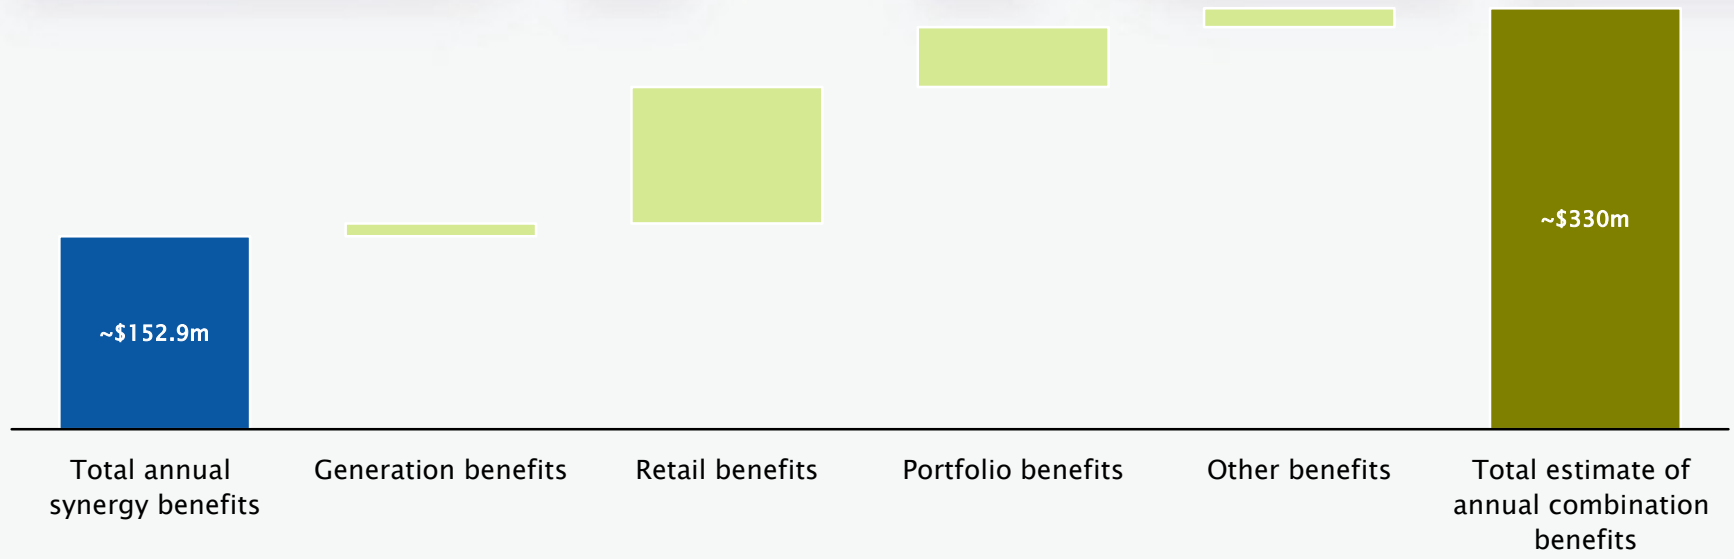 ~$330m
~$152.9m
Total annual
synergy benefits
Generation benefits
Retail benefits
Portfolio benefits
Other benefits
Total estimate of
annual combination
benefits